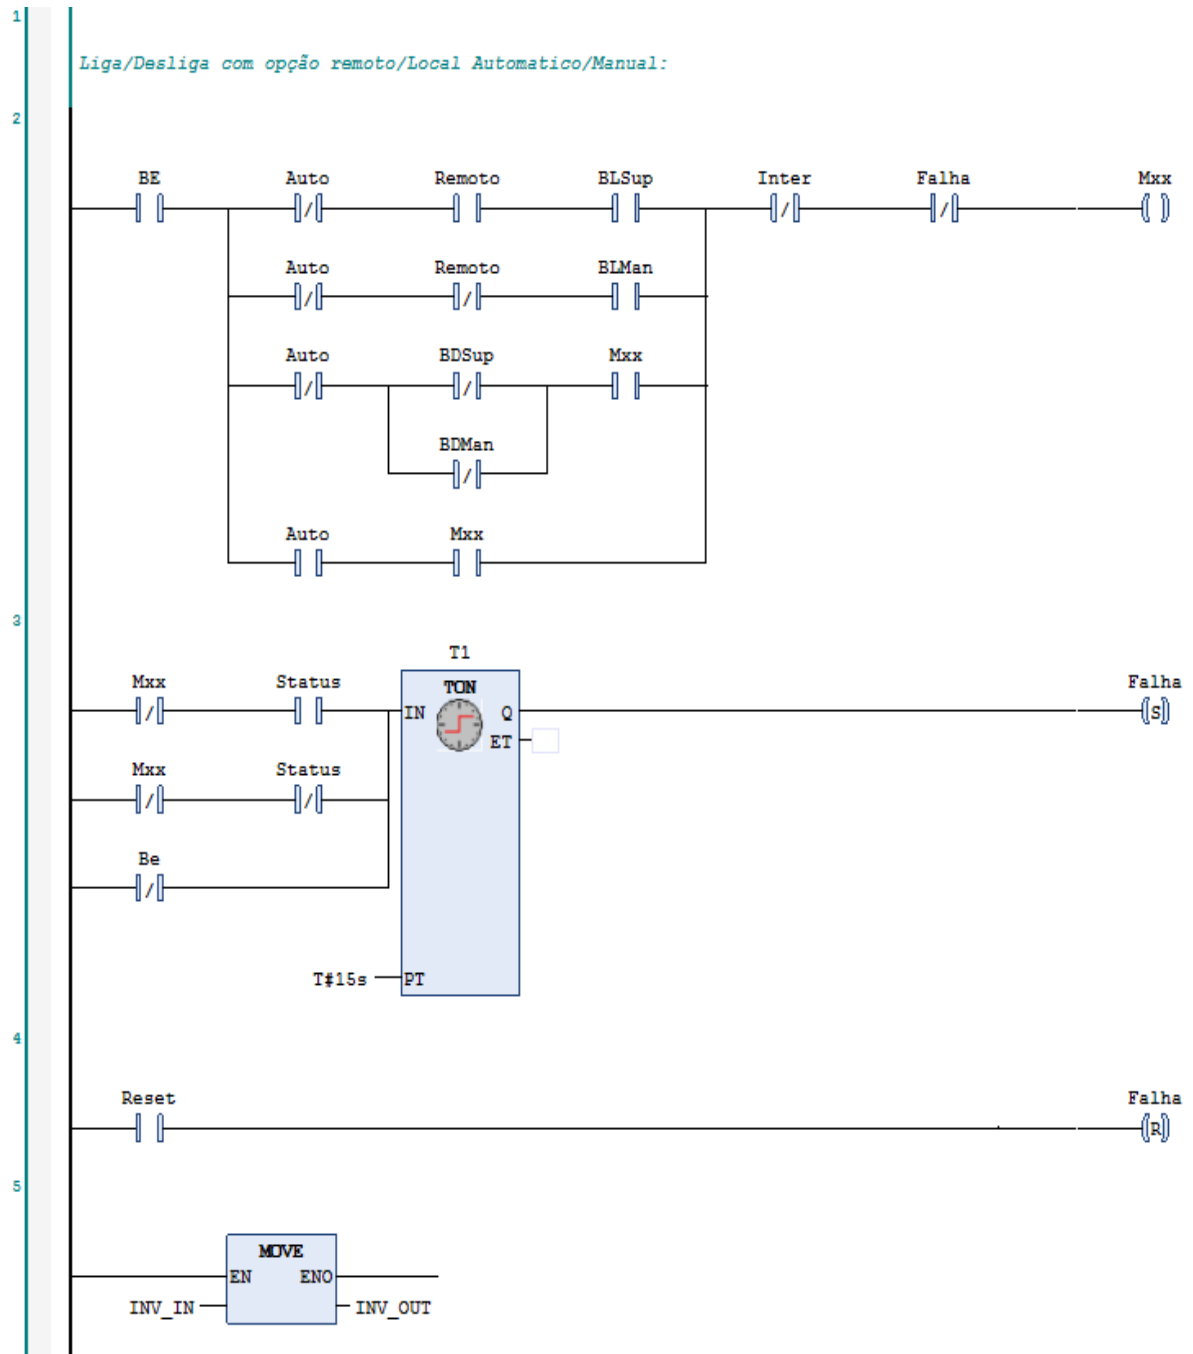 1
Liga/Desliga com opção remoto/Local Automatico/Manual:
2
BE Auto Remoto BLSup Inter Falha Mxx
Auto Remoto BLMan
Auto BDSup Mxx
BDMan
Auto Mxx
3
T1
Mxx Status TON Falha
IN Q S
ET
Mxx Status
Be
T#15s PT
4
Reset Falha
R
5
MOVE
EN ENO
INV_IN INV_OUT